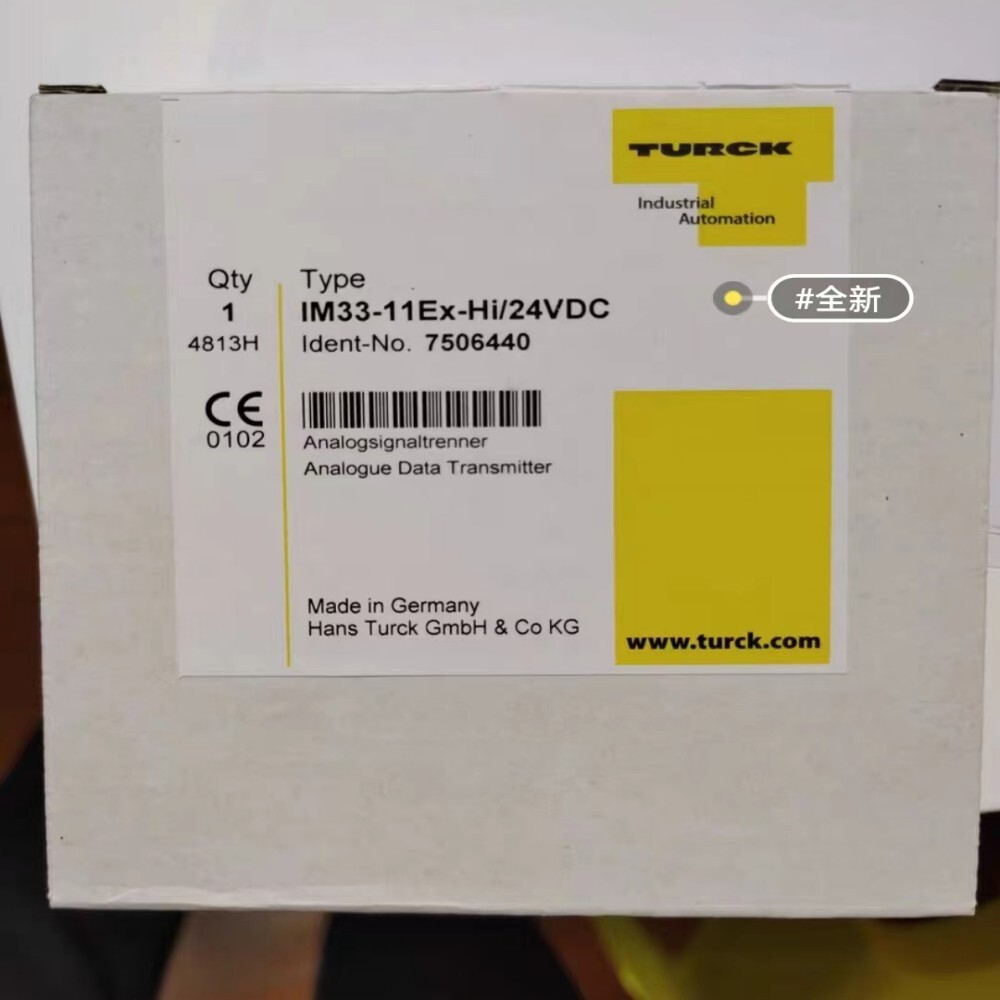 TURCK
Industrial
Automation
Qty
1
4813H
Type
IM33-11Ex-Hi/24VDC
Ident-No. 7506440
#全新
CE
0102
Analogsignaltrenner
Analogue Data Transmitter
Made in Germany
Hans Turck GmbH & Co KG
www.turck.com